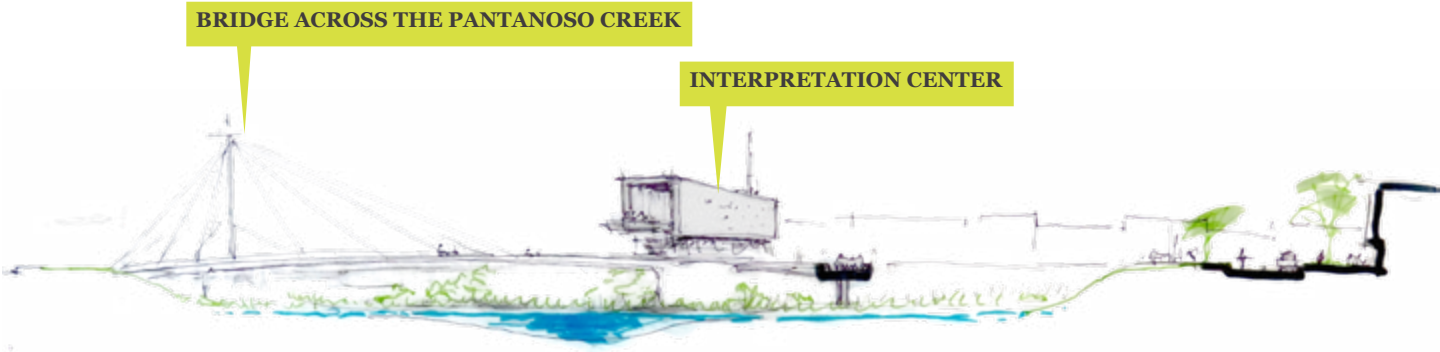 BRIDGE ACROSS THE PANTANOSO CREEK
INTERPRETATION CENTER